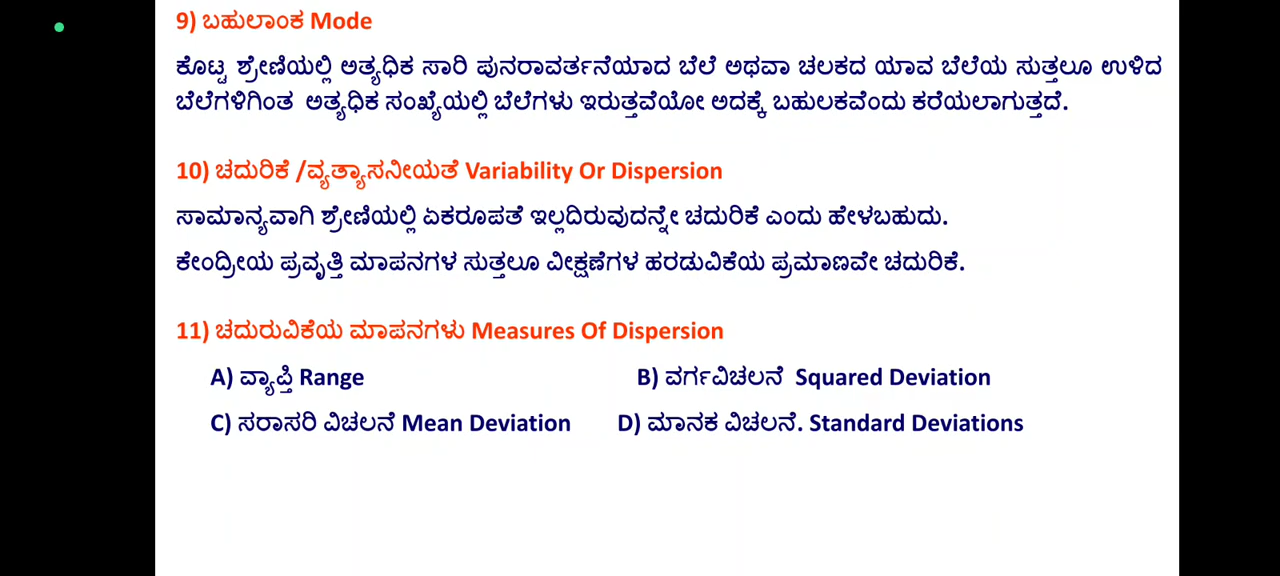 9) ಬಹುಲಾಂಕ Mode
ಕೊಟ್ಟ ಶ್ರೇಣಿಯಲ್ಲಿ ಅತ್ಯಧಿಕ ಸಾರಿ ಪುನರಾವರ್ತನೆಯಾದ ಬೆಲೆ ಅಥವಾ ಚಲಕದ ಯಾವ ಬೆಲೆಯ ಸುತ್ತಲೂ ಉಳಿದ
ಬೆಲೆಗಳಿಗಿಂತ ಅತ್ಯಧಿಕ ಸಂಖ್ಯೆಯಲ್ಲಿ ಬೆಲೆಗಳು ಇರುತ್ತವೆಯೋ ಅದಕ್ಕೆ ಬಹುಲಕವೆಂದು ಕರೆಯಲಾಗುತ್ತದೆ.
10) ಚದುರಿಕೆ /ವ್ಯತ್ಯಾಸನೀಯತೆ Variability Or Dispersion
ಸಾಮಾನ್ಯವಾಗಿ ಶ್ರೇಣಿಯಲ್ಲಿ ಏಕರೂಪತೆ ಇಲ್ಲದಿರುವುದನ್ನೇ ಚದುರಿಕೆ ಎಂದು ಹೇಳಬಹುದು.
ಕೇಂದ್ರೀಯ ಪ್ರವೃತ್ತಿ ಮಾಪನಗಳ ಸುತ್ತಲೂ ವೀಕ್ಷಣೆಗಳ ಹರಡುವಿಕೆಯ ಪ್ರಮಾಣವೇ ಚದುರಿಕೆ.
11) ಚದುರುವಿಕೆಯ ಮಾಪನಗಳು Measures Of Dispersion
A) ವ್ಯಾಪ್ತಿ Range B) ವರ್ಗವಿಚಲನೆ Squared Deviation
C) ಸರಾಸರಿ ವಿಚಲನೆ Mean Deviation D) ಮಾನಕ ವಿಚಲನೆ. Standard Deviations